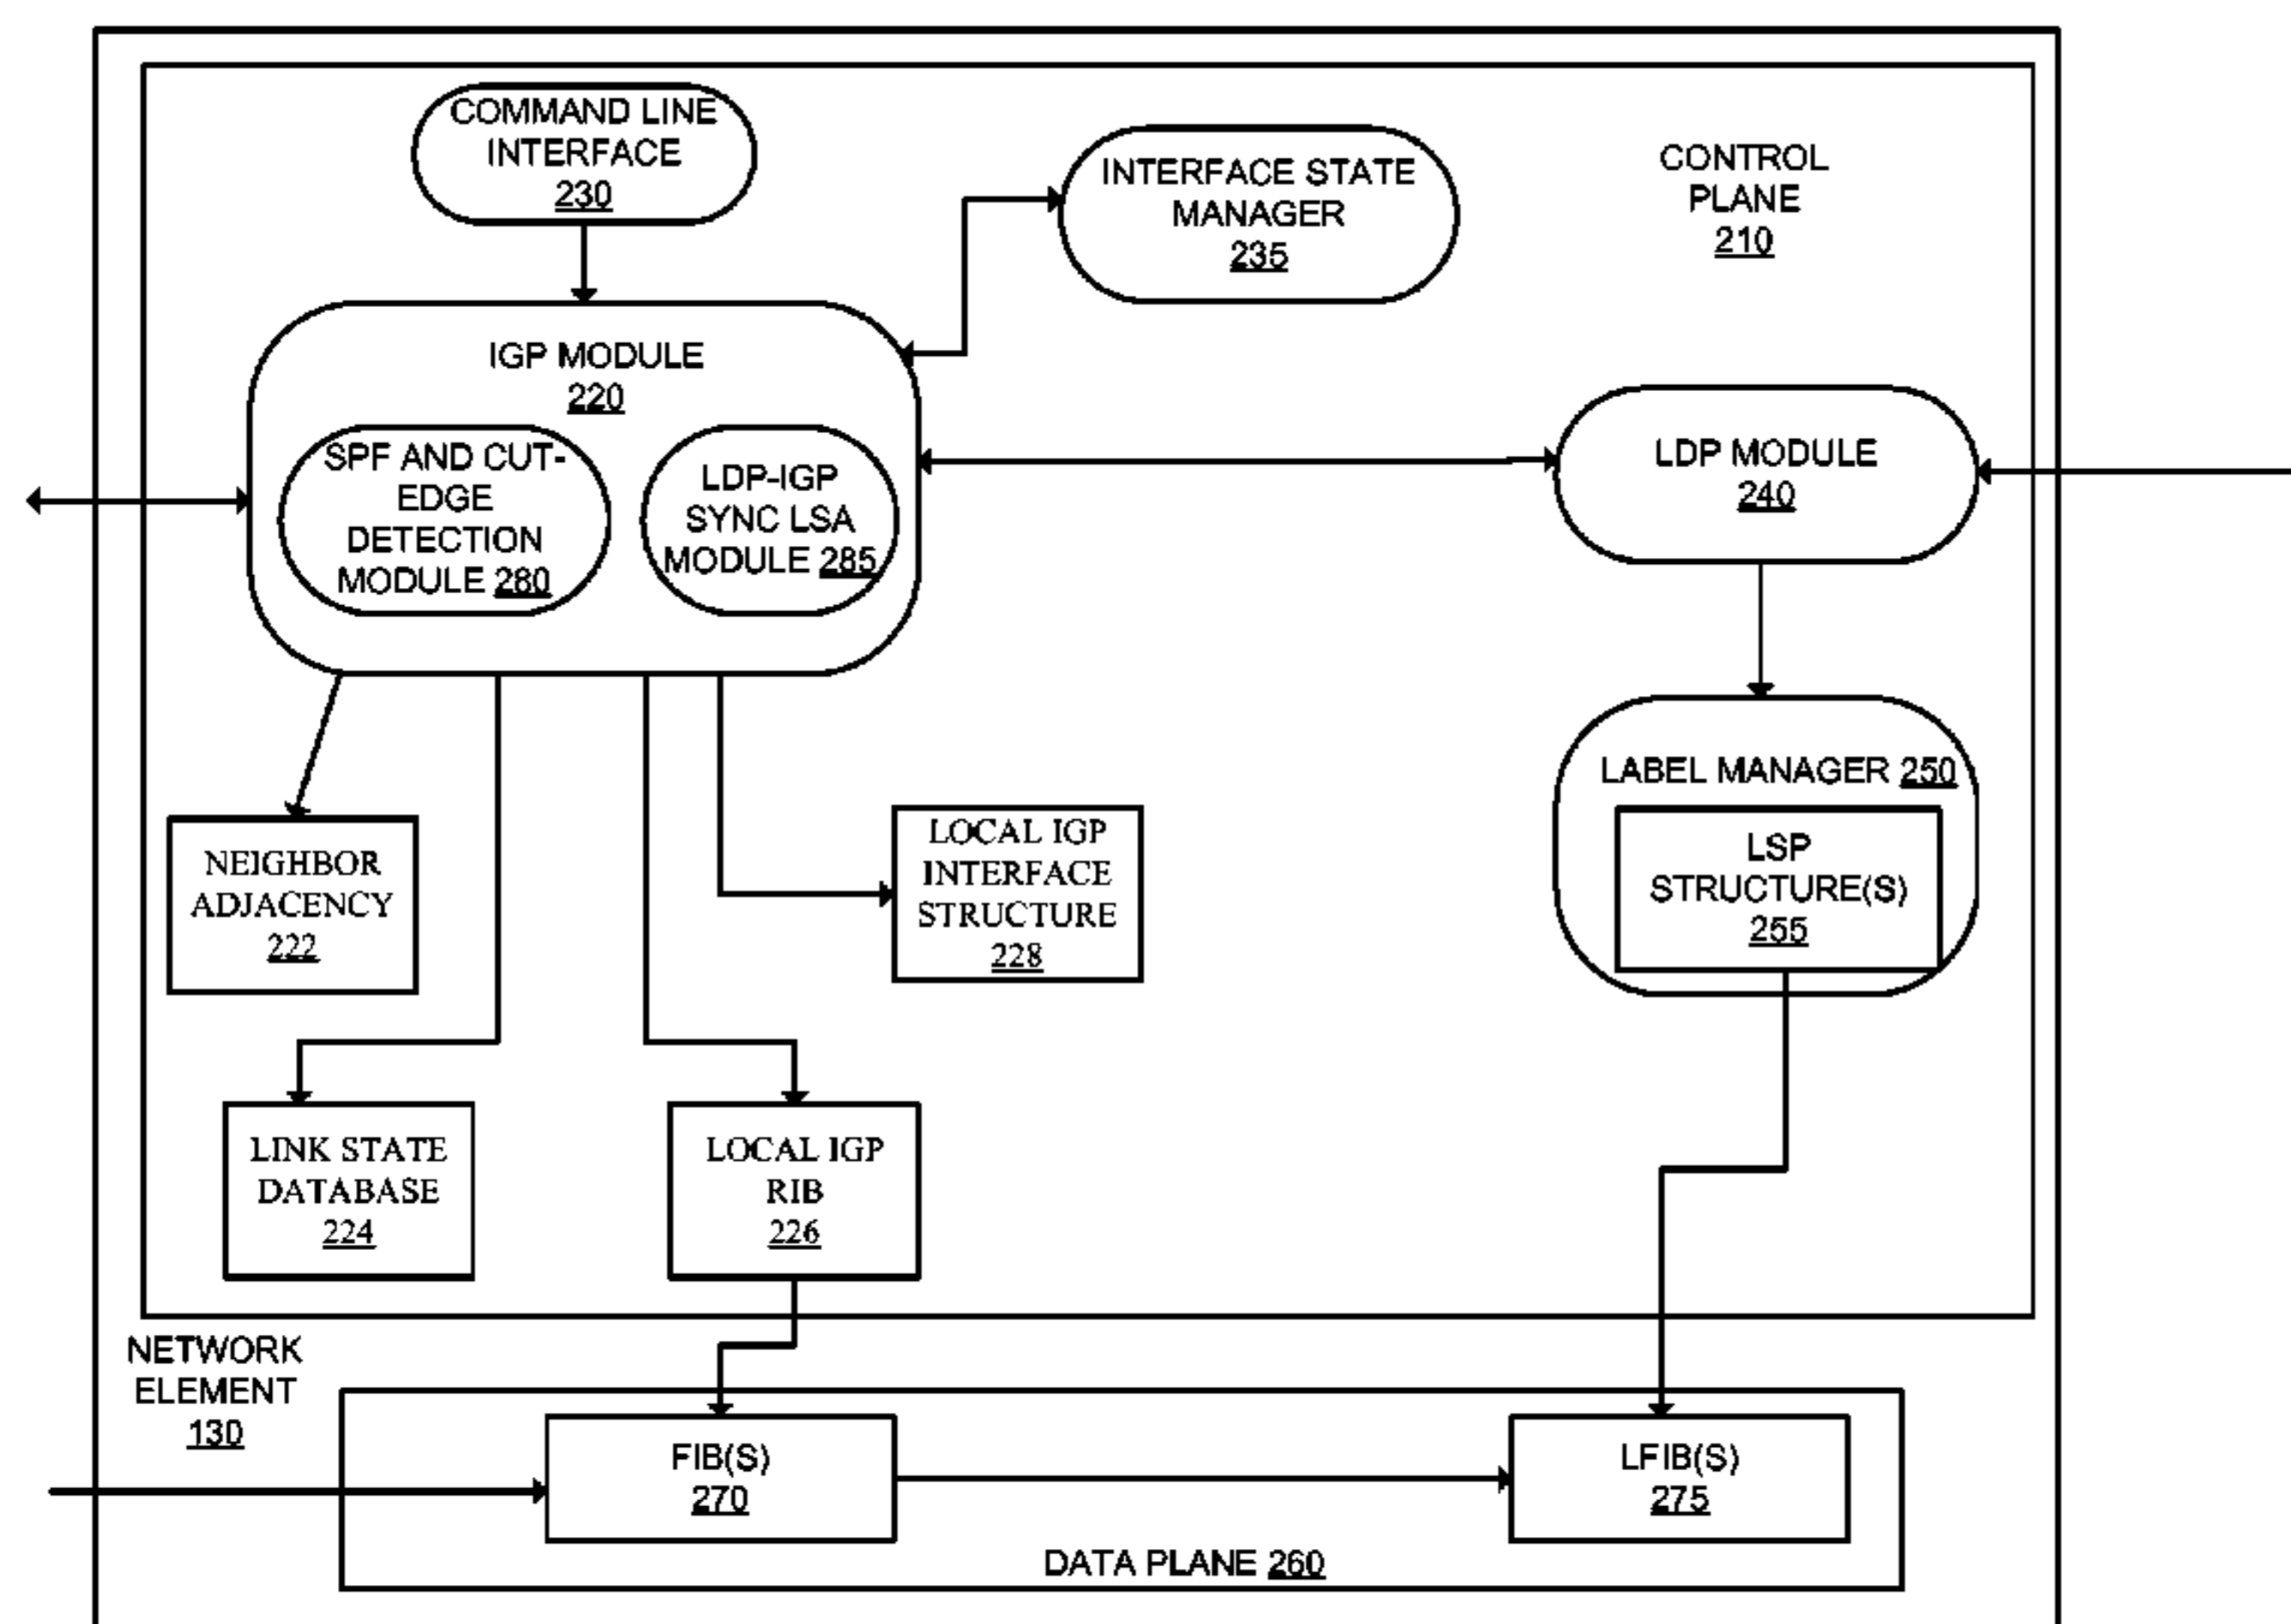 COMMAND LINE
INTERFACE
230
INTERFACE STATE
MANAGER
235
CONTROL
PLANE
210
IGP MODULE
220
SPF AND CUT-
EDGE
DETECTION
MODULE 280
LDP-IGP
SYNC LSA
MODULE 285
LDP MODULE
240
LABEL MANAGER 250
LSP
STRUCTURE(S)
255
NEIGHBOR
ADJACENCY
222
LOCAL IGP
INTERFACE
STRUCTURE
228
LINK STATE
DATABASE
224
LOCAL IGP
RIB
226
NETWORK
ELEMENT
130
FIB(S)
270
LFIB(S)
275
DATA PLANE 260